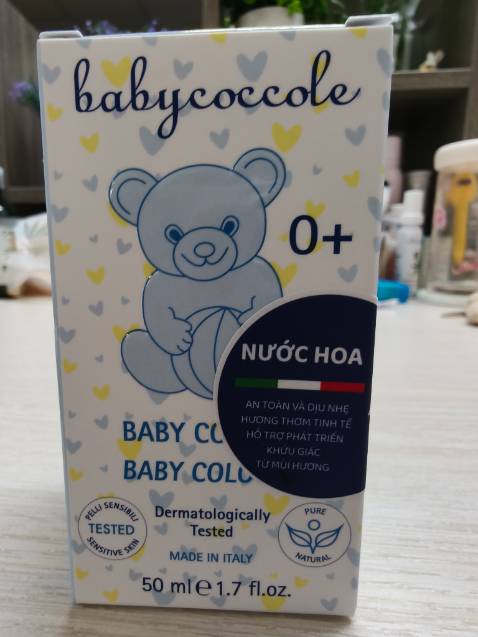 babycoccole
0+
NƯỚC HOA
AN TOÀN VÀ DỊU NHẸ
HƯƠNG THƠM TINH TẾ
HỖ TRỢ PHÁT TRIỂN
KHỨU GIÁC
TỪ MÙI HƯƠNG
BABY CO
BABY COLO
PELLI SENSIBILI
TESTED
SENSITIVE SKIN
Dermatologically
Tested
MADE IN ITALY
PURE
NATURAL
50 ml e 1.7 fl.oz.